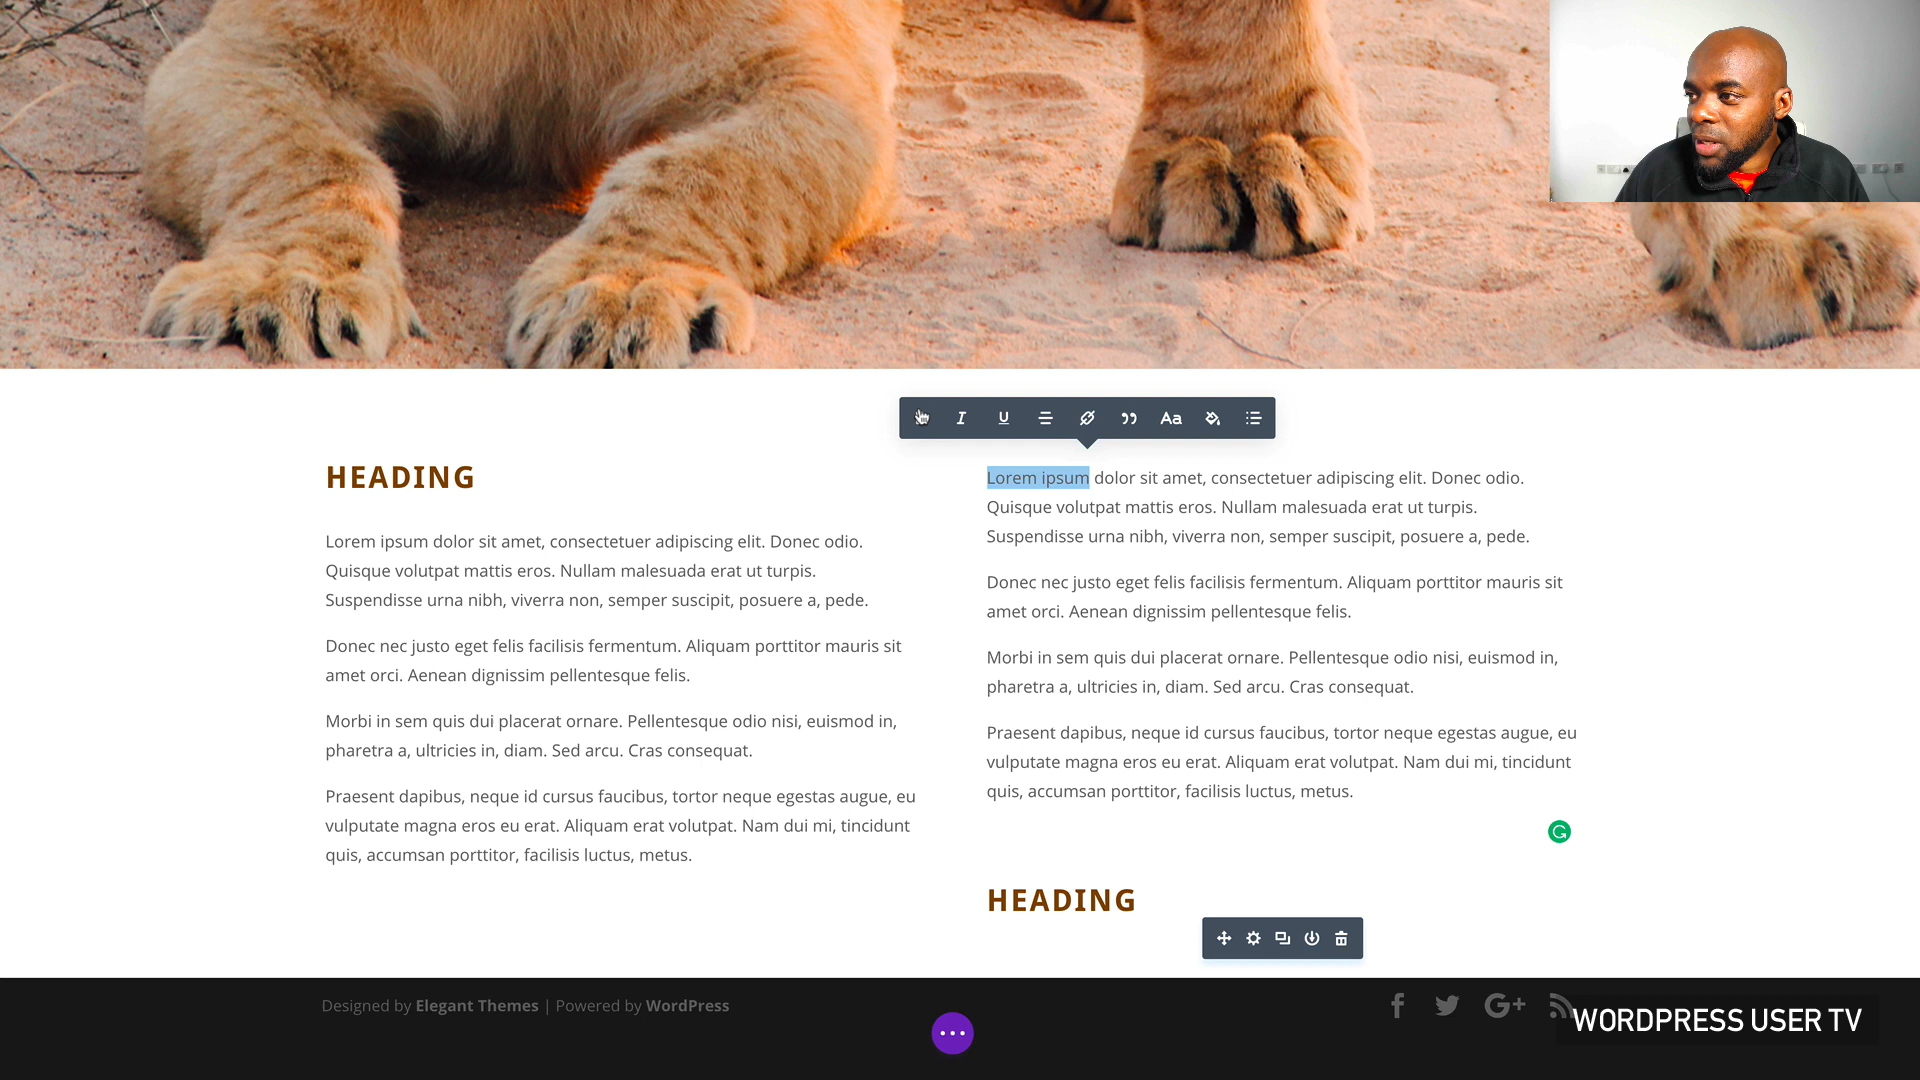 I U Aa
HEADING
Lorem ipsum dolor sit amet, consectetuer adipiscing elit. Donec odio.
Quisque volutpat mattis eros. Nullam malesuada erat ut turpis.
Suspendisse urna nibh, viverra non, semper suscipit, posuere a, pede.
Donec nec justo eget felis facilisis fermentum. Aliquam porttitor mauris sit
amet orci. Aenean dignissim pellentesque felis.
Morbi in sem quis dui placerat ornare. Pellentesque odio nisi, euismod in,
pharetra a, ultricies in, diam. Sed arcu. Cras consequat.
Praesent dapibus, neque id cursus faucibus, tortor neque egestas augue, eu
vulputate magna eros eu erat. Aliquam erat volutpat. Nam dui mi, tincidunt
quis, accumsan porttitor, facilisis luctus, metus.
Lorem ipsum dolor sit amet, consectetuer adipiscing elit. Donec odio.
Quisque volutpat mattis eros. Nullam malesuada erat ut turpis.
Suspendisse urna nibh, viverra non, semper suscipit, posuere a, pede.
Donec nec justo eget felis facilisis fermentum. Aliquam porttitor mauris sit
amet orci. Aenean dignissim pellentesque felis.
Morbi in sem quis dui placerat ornare. Pellentesque odio nisi, euismod in,
pharetra a, ultricies in, diam. Sed arcu. Cras consequat.
Praesent dapibus, neque id cursus faucibus, tortor neque egestas augue, eu
vulputate magna eros eu erat. Aliquam erat volutpat. Nam dui mi, tincidunt
quis, accumsan porttitor, facilisis luctus, metus.
HEADING
Designed by Elegant Themes | Powered by WordPress
WORDPRESS USER TV